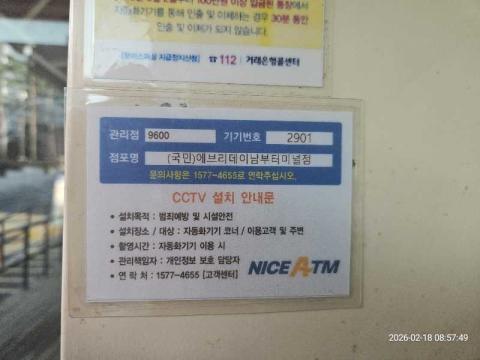 100만원 이상 입금된 통장에서
자동화기기를 통해 인출 및 이체하는 경우 30분 동안
인출 및 이체가 되지 않습니다.
☎ 112 | 거래은행콜센터
관리점 9600 기기번호 2901
점포명 (국민)에브리데이남부터미널점
문의사항은 1577-4655로 연락주십시오.
CCTV 설치 안내문
• 설치목적 : 범죄예방 및 시설안전
• 설치장소 / 대상 : 자동화기기 코너 / 이용고객 및 주변
• 촬영시간 : 자동화기기 이용 시
• 관리책임자 : 개인정보 보호 담당자
• 연 락 처 : 1577-4655 [고객센터]
NICE ATM
2026-02-18 08:57:49